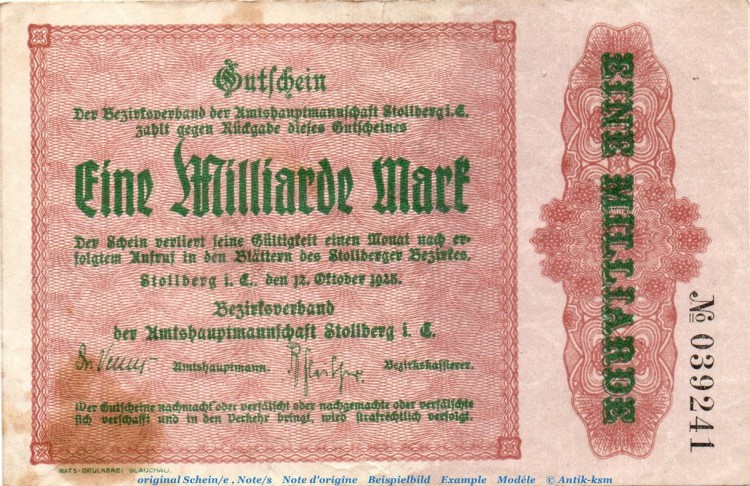 Gutschein
Der Bezirksverband der Amtshauptmannschaft Stollberg i. E.
zahlt gegen Rückgabe dieses Gutscheines
Eine Milliarde Mark
Der Schein verliert seine Gültigkeit einen Monat nach er-
folgtem Aufruf in den Blättern des Stollberger Bezirkes.
Stollberg i. E., den 12. Oktober 1923.
Bezirksverband
der Amtshauptmannschaft Stollberg i. E.
Amtshauptmann. Bezirkskassierer.
Wer Gutscheine nachmacht oder verfälscht oder nachgemachte oder verfälschte
sich verschafft und in den Verkehr bringt, wird strafrechtlich verfolgt.
RATS-DRUCKEREI GLAUCHAU.
EINE MILLIARDE
№ 039241
original Schein/e , Note/s Note d'origine Beispielbild Example Modéle © Antik-ksm